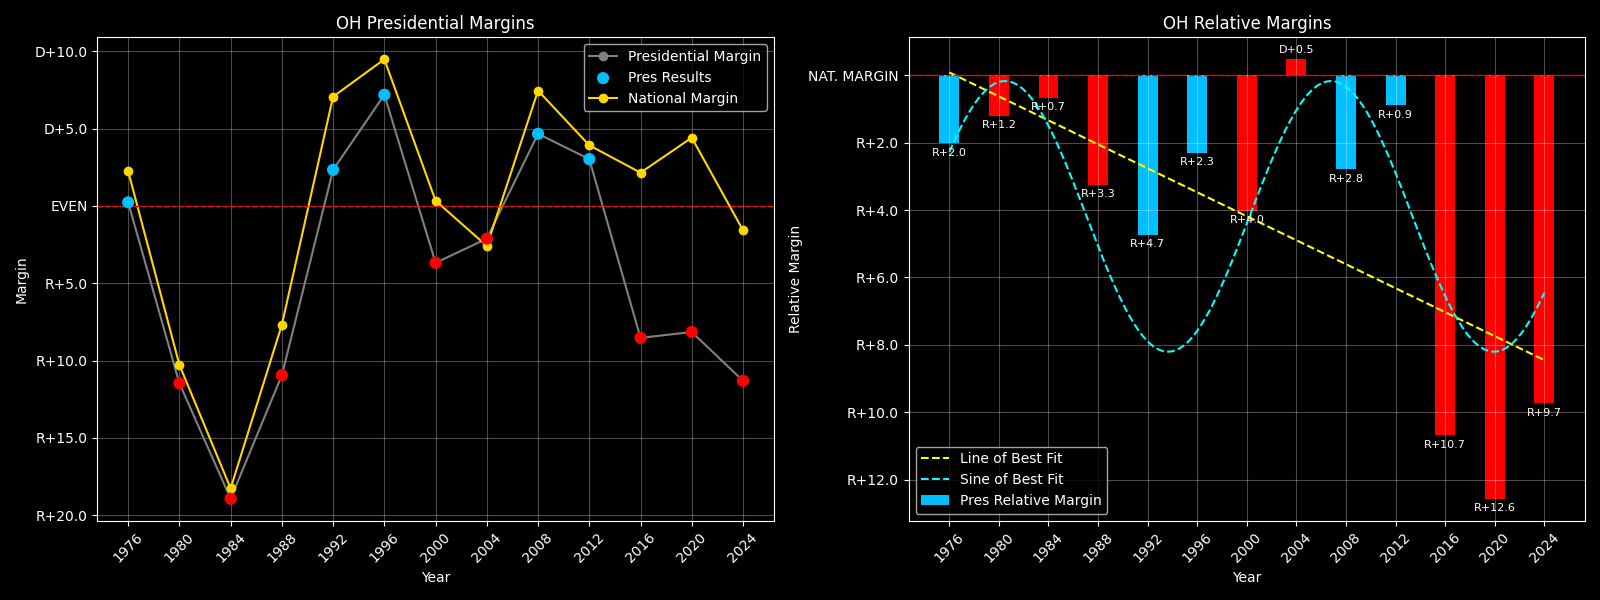 OH Presidential Margins
D+10.0
D+5.0
EVEN
R+5.0
R+10.0
R+15.0
R+20.0
Margin
Presidential Margin
Pres Results
National Margin
1976
1980
1984
1988
1992
1996
2000
2004
2008
2012
2016
2020
2024
Year
OH Relative Margins
NAT. MARGIN
R+2.0
R+4.0
R+6.0
R+8.0
R+10.0
R+12.0
Relative Margin
R+2.0
R+1.2
R+0.7
R+3.3
R+4.7
R+2.3
R+4.0
D+0.5
R+2.8
R+0.9
R+10.7
R+12.6
R+9.7
Line of Best Fit
Sine of Best Fit
Pres Relative Margin
1976
1980
1984
1988
1992
1996
2000
2004
2008
2012
2016
2020
2024
Year